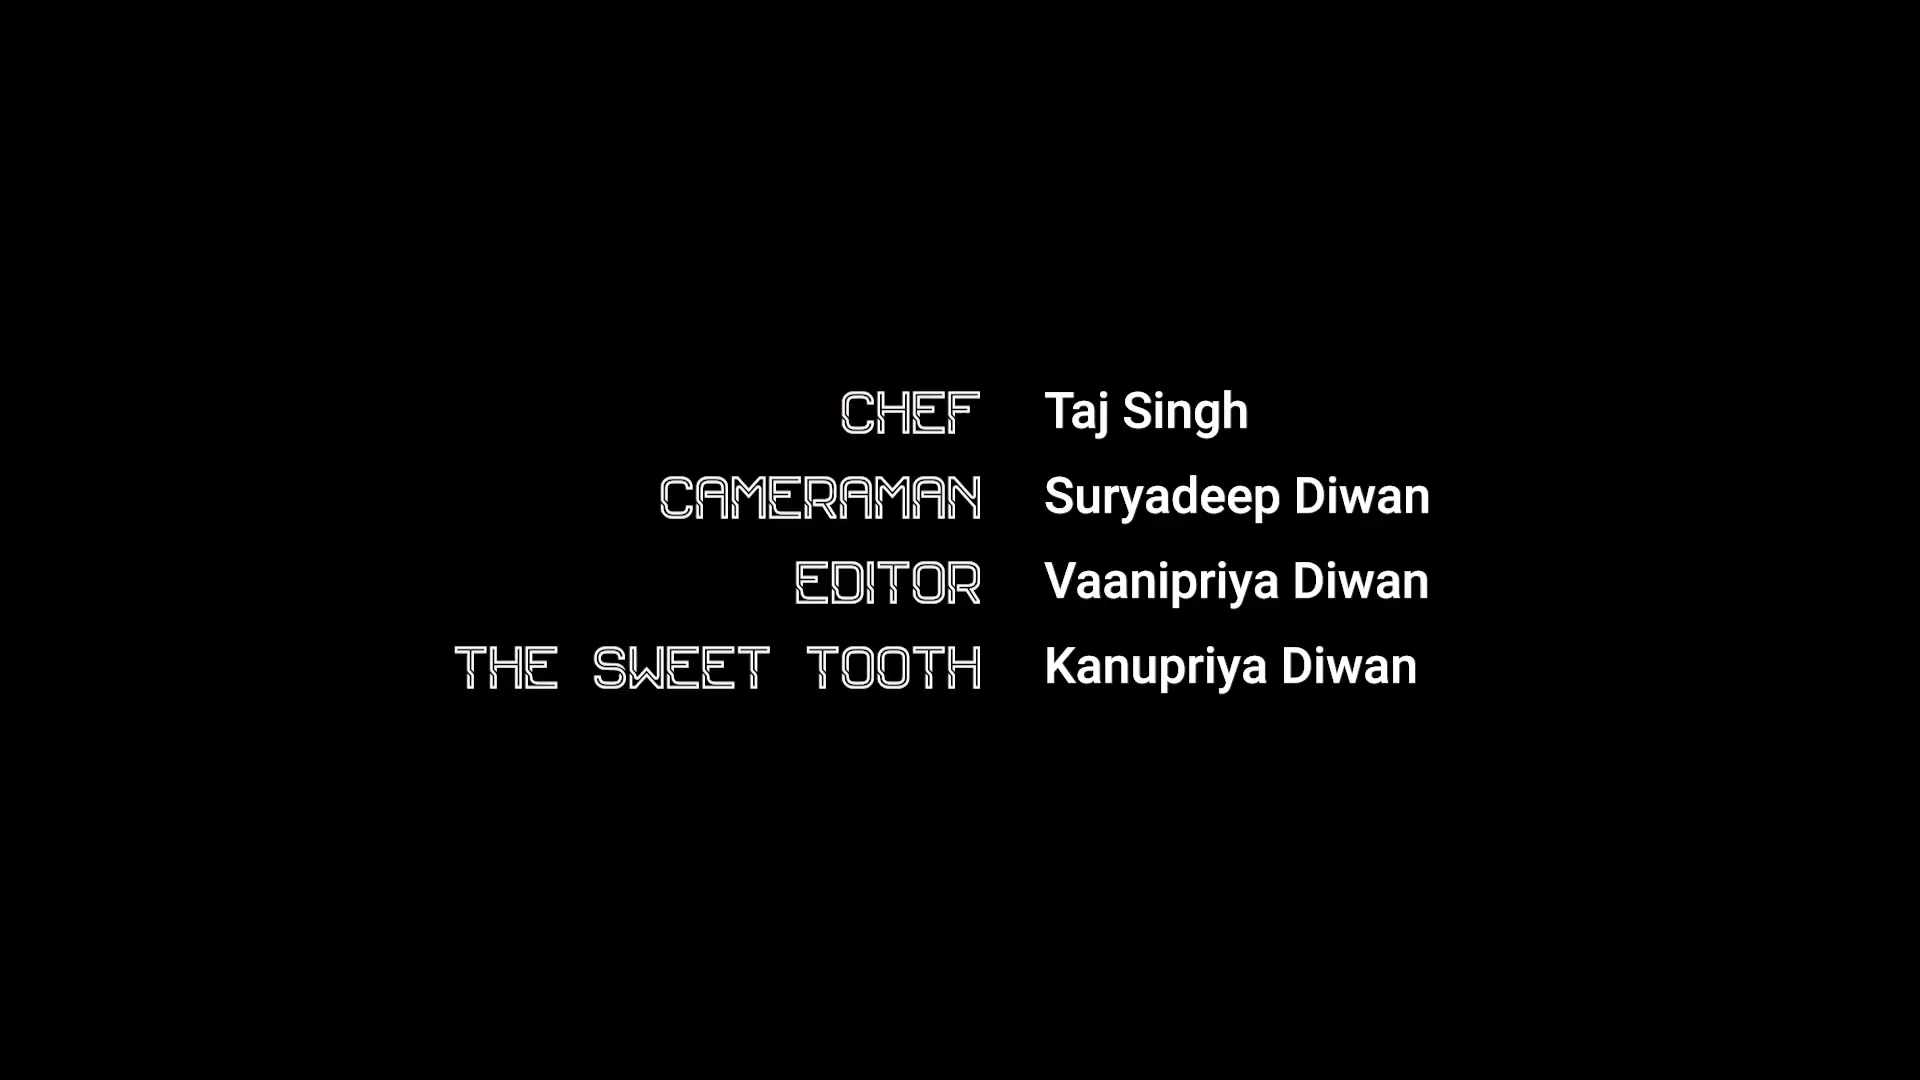 CHEF Taj Singh
CAMERAMAN Suryadeep Diwan
EDITOR Vaanipriya Diwan
THE SWEET TOOTH Kanupriya Diwan